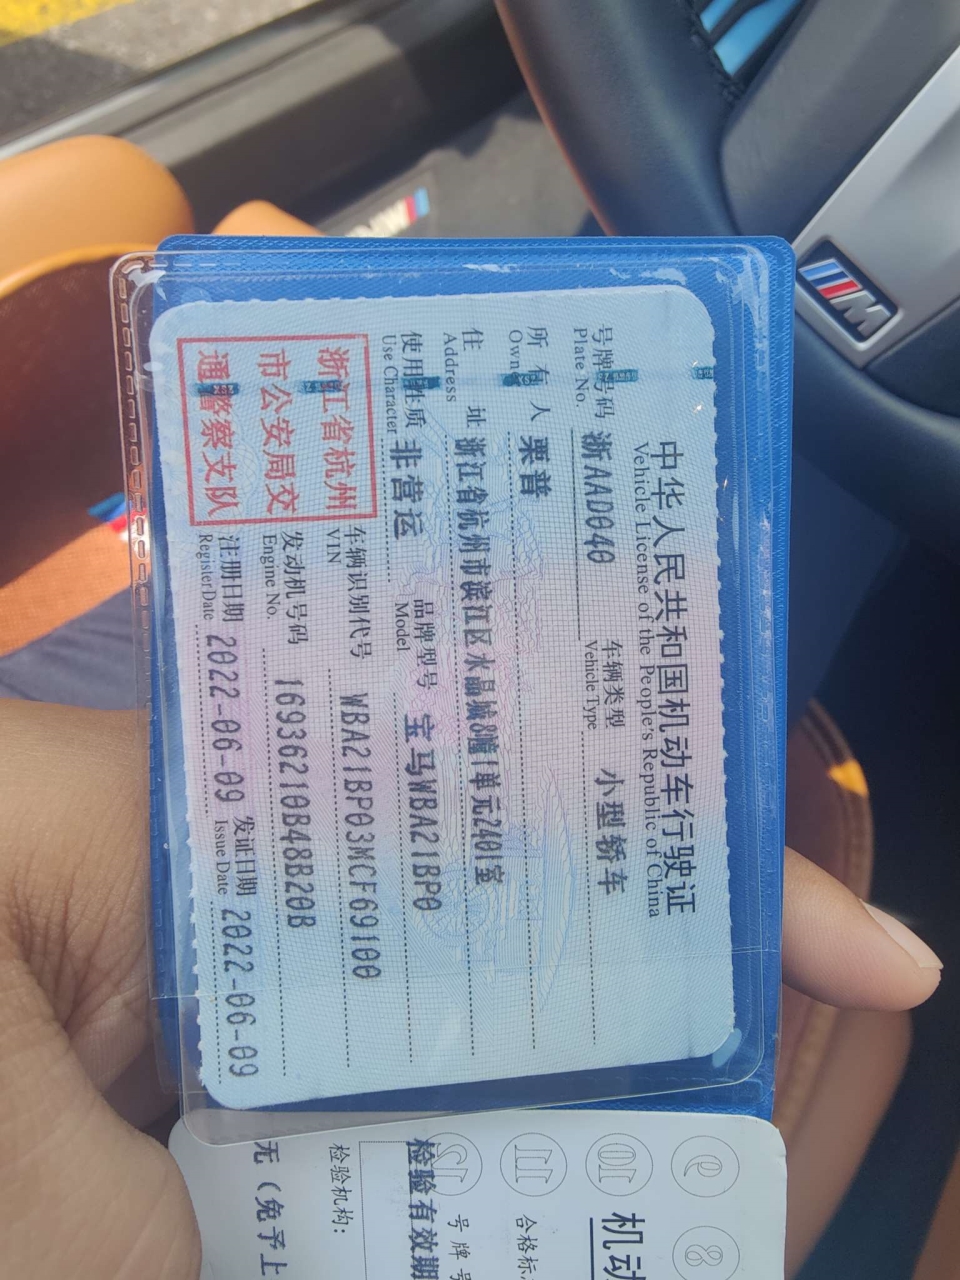 中华人民共和国机动车行驶证
Vehicle License of the People's Republic of China
号牌号码 浙AAD040 车辆类型 小型轿车
Plate No. Vehicle Type
所有人 栗普
Owner
住址 浙江省杭州市滨江区水晶城8幢1单元2401室
Address
使用性质 非营运 品牌型号 宝马WBA21BP0
Use Character Model
浙江省杭州
市公安局交
通警察支队
车辆识别代号 WBA21BP03MCF69100
VIN
发动机号码 16936210B48B20B
Engine No.
注册日期 2022-06-09 发证日期 2022-06-09
Register Date Issue Date
9
8
机动
10
11
合格标
12
号牌号
检验有效期
检验机构：
无（免予上
M